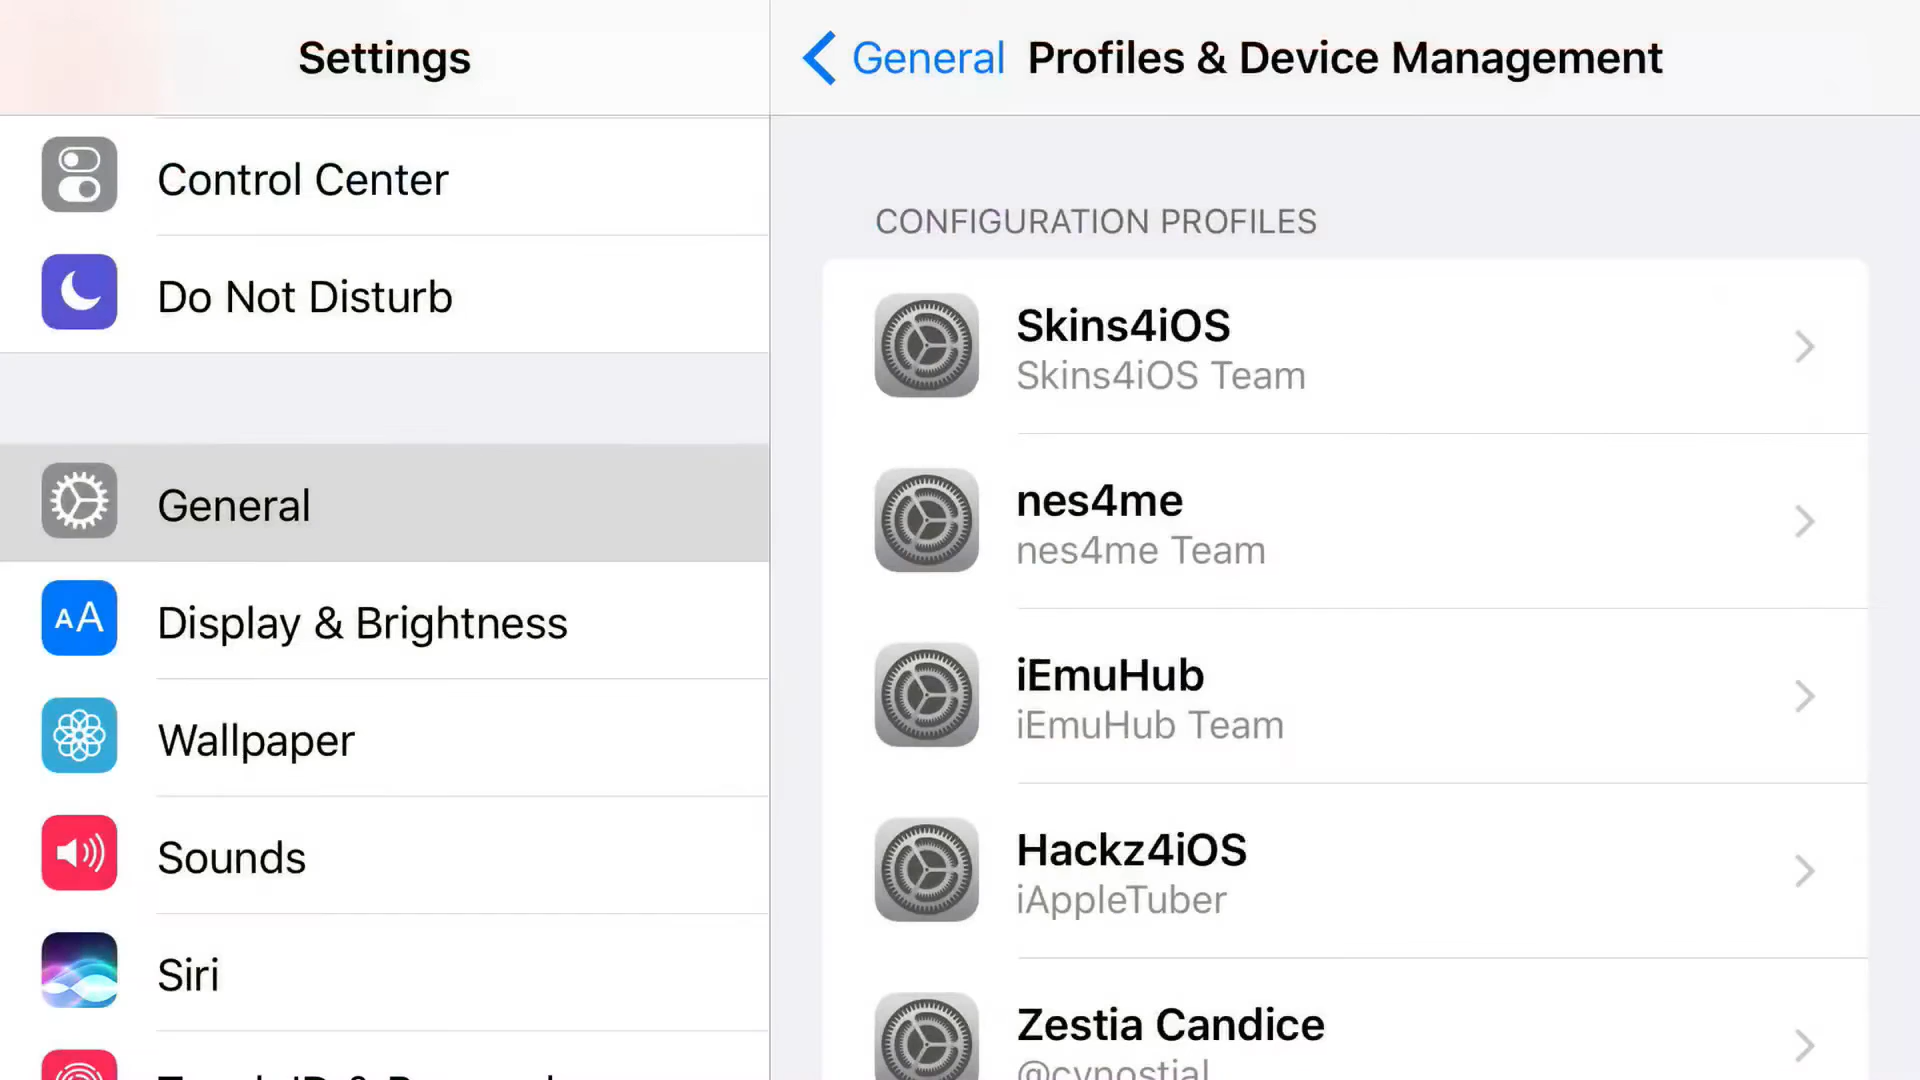 Settings
Control Center
Do Not Disturb
General
AA
Display & Brightness
Wallpaper
Sounds
Siri
General Profiles & Device Management
CONFIGURATION PROFILES
Skins4iOS
Skins4iOS Team
nes4me
nes4me Team
iEmuHub
iEmuHub Team
Hackz4iOS
iAppleTuber
Zestia Candice